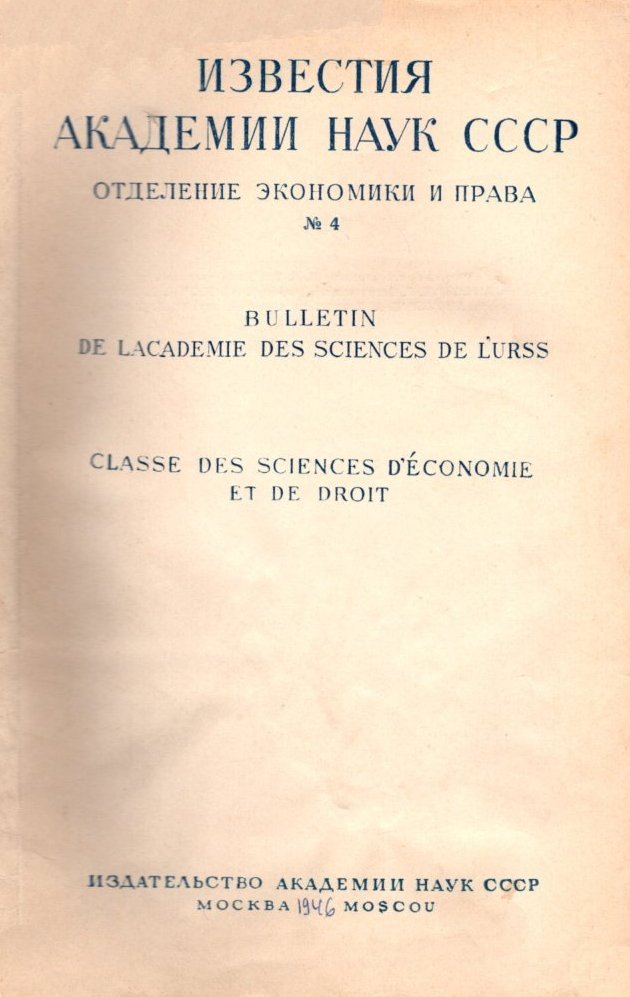 ИЗВЕСТИЯ
АКАДЕМИИ НАУК СССР
ОТДЕЛЕНИЕ ЭКОНОМИКИ И ПРАВА
№ 4
BULLETIN
DE LACADEMIE DES SCIENCES DE L'URSS
CLASSE DES SCIENCES D'ÉCONOMIE
ET DE DROIT
ИЗДАТЕЛЬСТВО АКАДЕМИИ НАУК СССР
МОСКВА 1946 MOSCOU